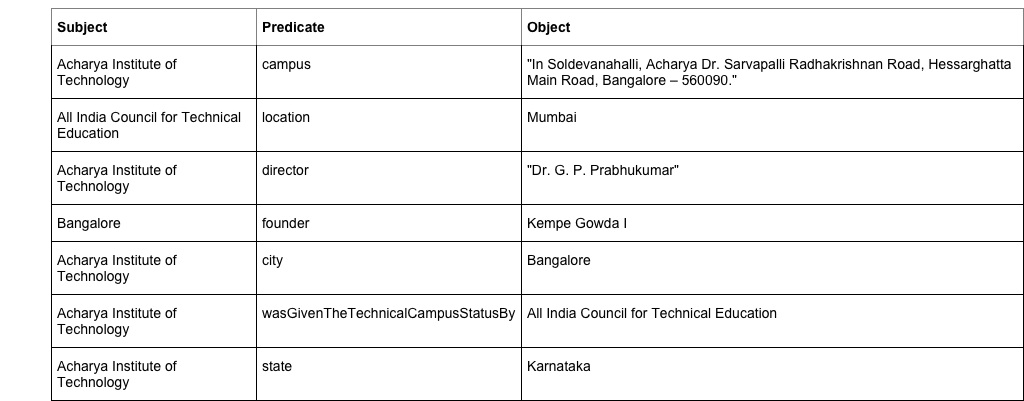 Subject Predicate Object
Acharya Institute of Technology campus "In Soldevanahalli, Acharya Dr. Sarvapalli Radhakrishnan Road, Hessarghatta Main Road, Bangalore – 560090."
All India Council for Technical Education location Mumbai
Acharya Institute of Technology director "Dr. G. P. Prabhukumar"
Bangalore founder Kempe Gowda I
Acharya Institute of Technology city Bangalore
Acharya Institute of Technology wasGivenTheTechnicalCampusStatusBy All India Council for Technical Education
Acharya Institute of Technology state Karnataka